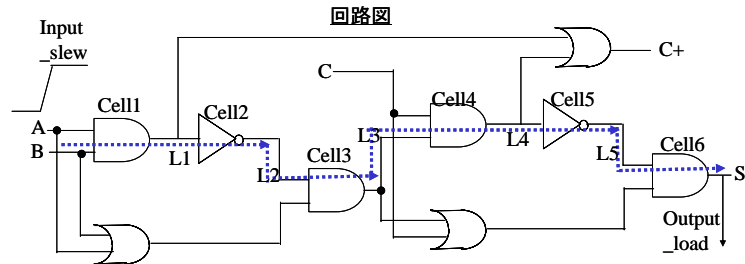 回路図
Input
_slew
C+
C
Cell1
Cell2
Cell4
Cell5
A
B
L1
L2
Cell3
L3
L4
L5
Cell6
S
Output
_load